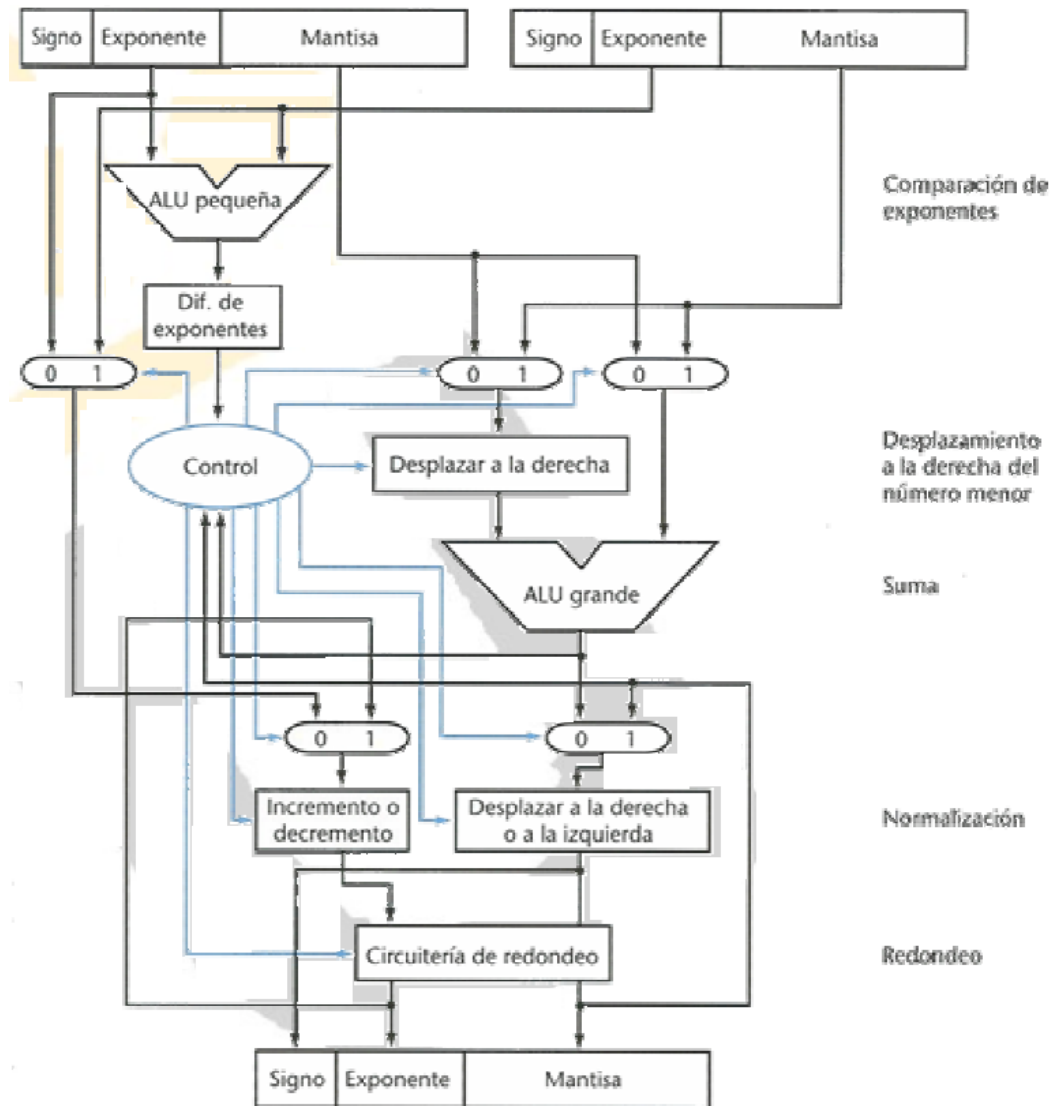 Signo Exponente Mantisa
Signo Exponente Mantisa
ALU pequeña
Comparación de
exponentes
Dif. de
exponentes
0 1
0 1
0 1
Control
Desplazar a la derecha
Desplazamiento
a la derecha del
número menor
ALU grande
Suma
0 1
0 1
Incremento o
decremento
Desplazar a la derecha
o a la izquierda
Normalización
Circuitería de redondeo
Redondeo
Signo Exponente Mantisa